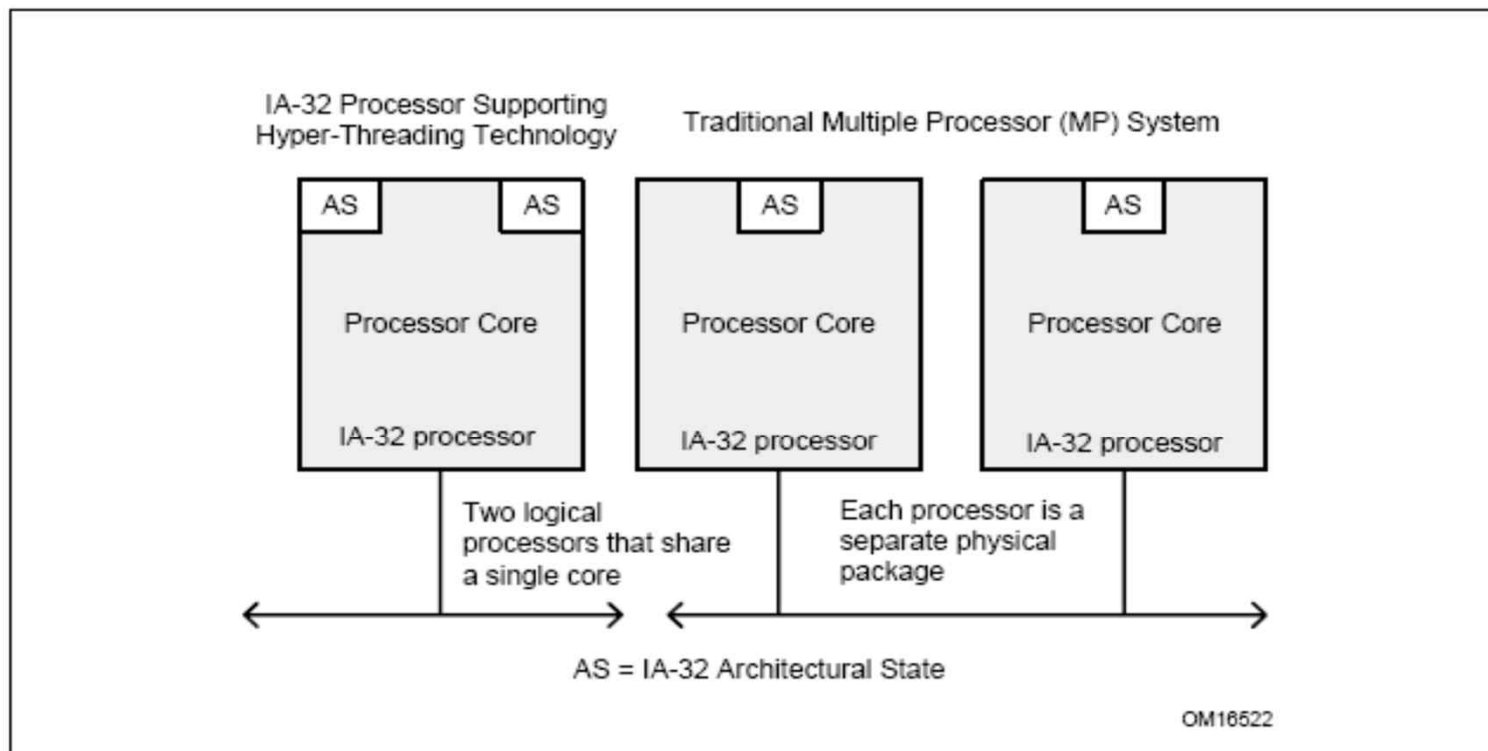 IA-32 Processor Supporting
Hyper-Threading Technology
Traditional Multiple Processor (MP) System
AS
AS
AS
AS
Processor Core
Processor Core
Processor Core
IA-32 processor
IA-32 processor
IA-32 processor
Two logical
processors that share
a single core
Each processor is a
separate physical
package
AS = IA-32 Architectural State
OM16522